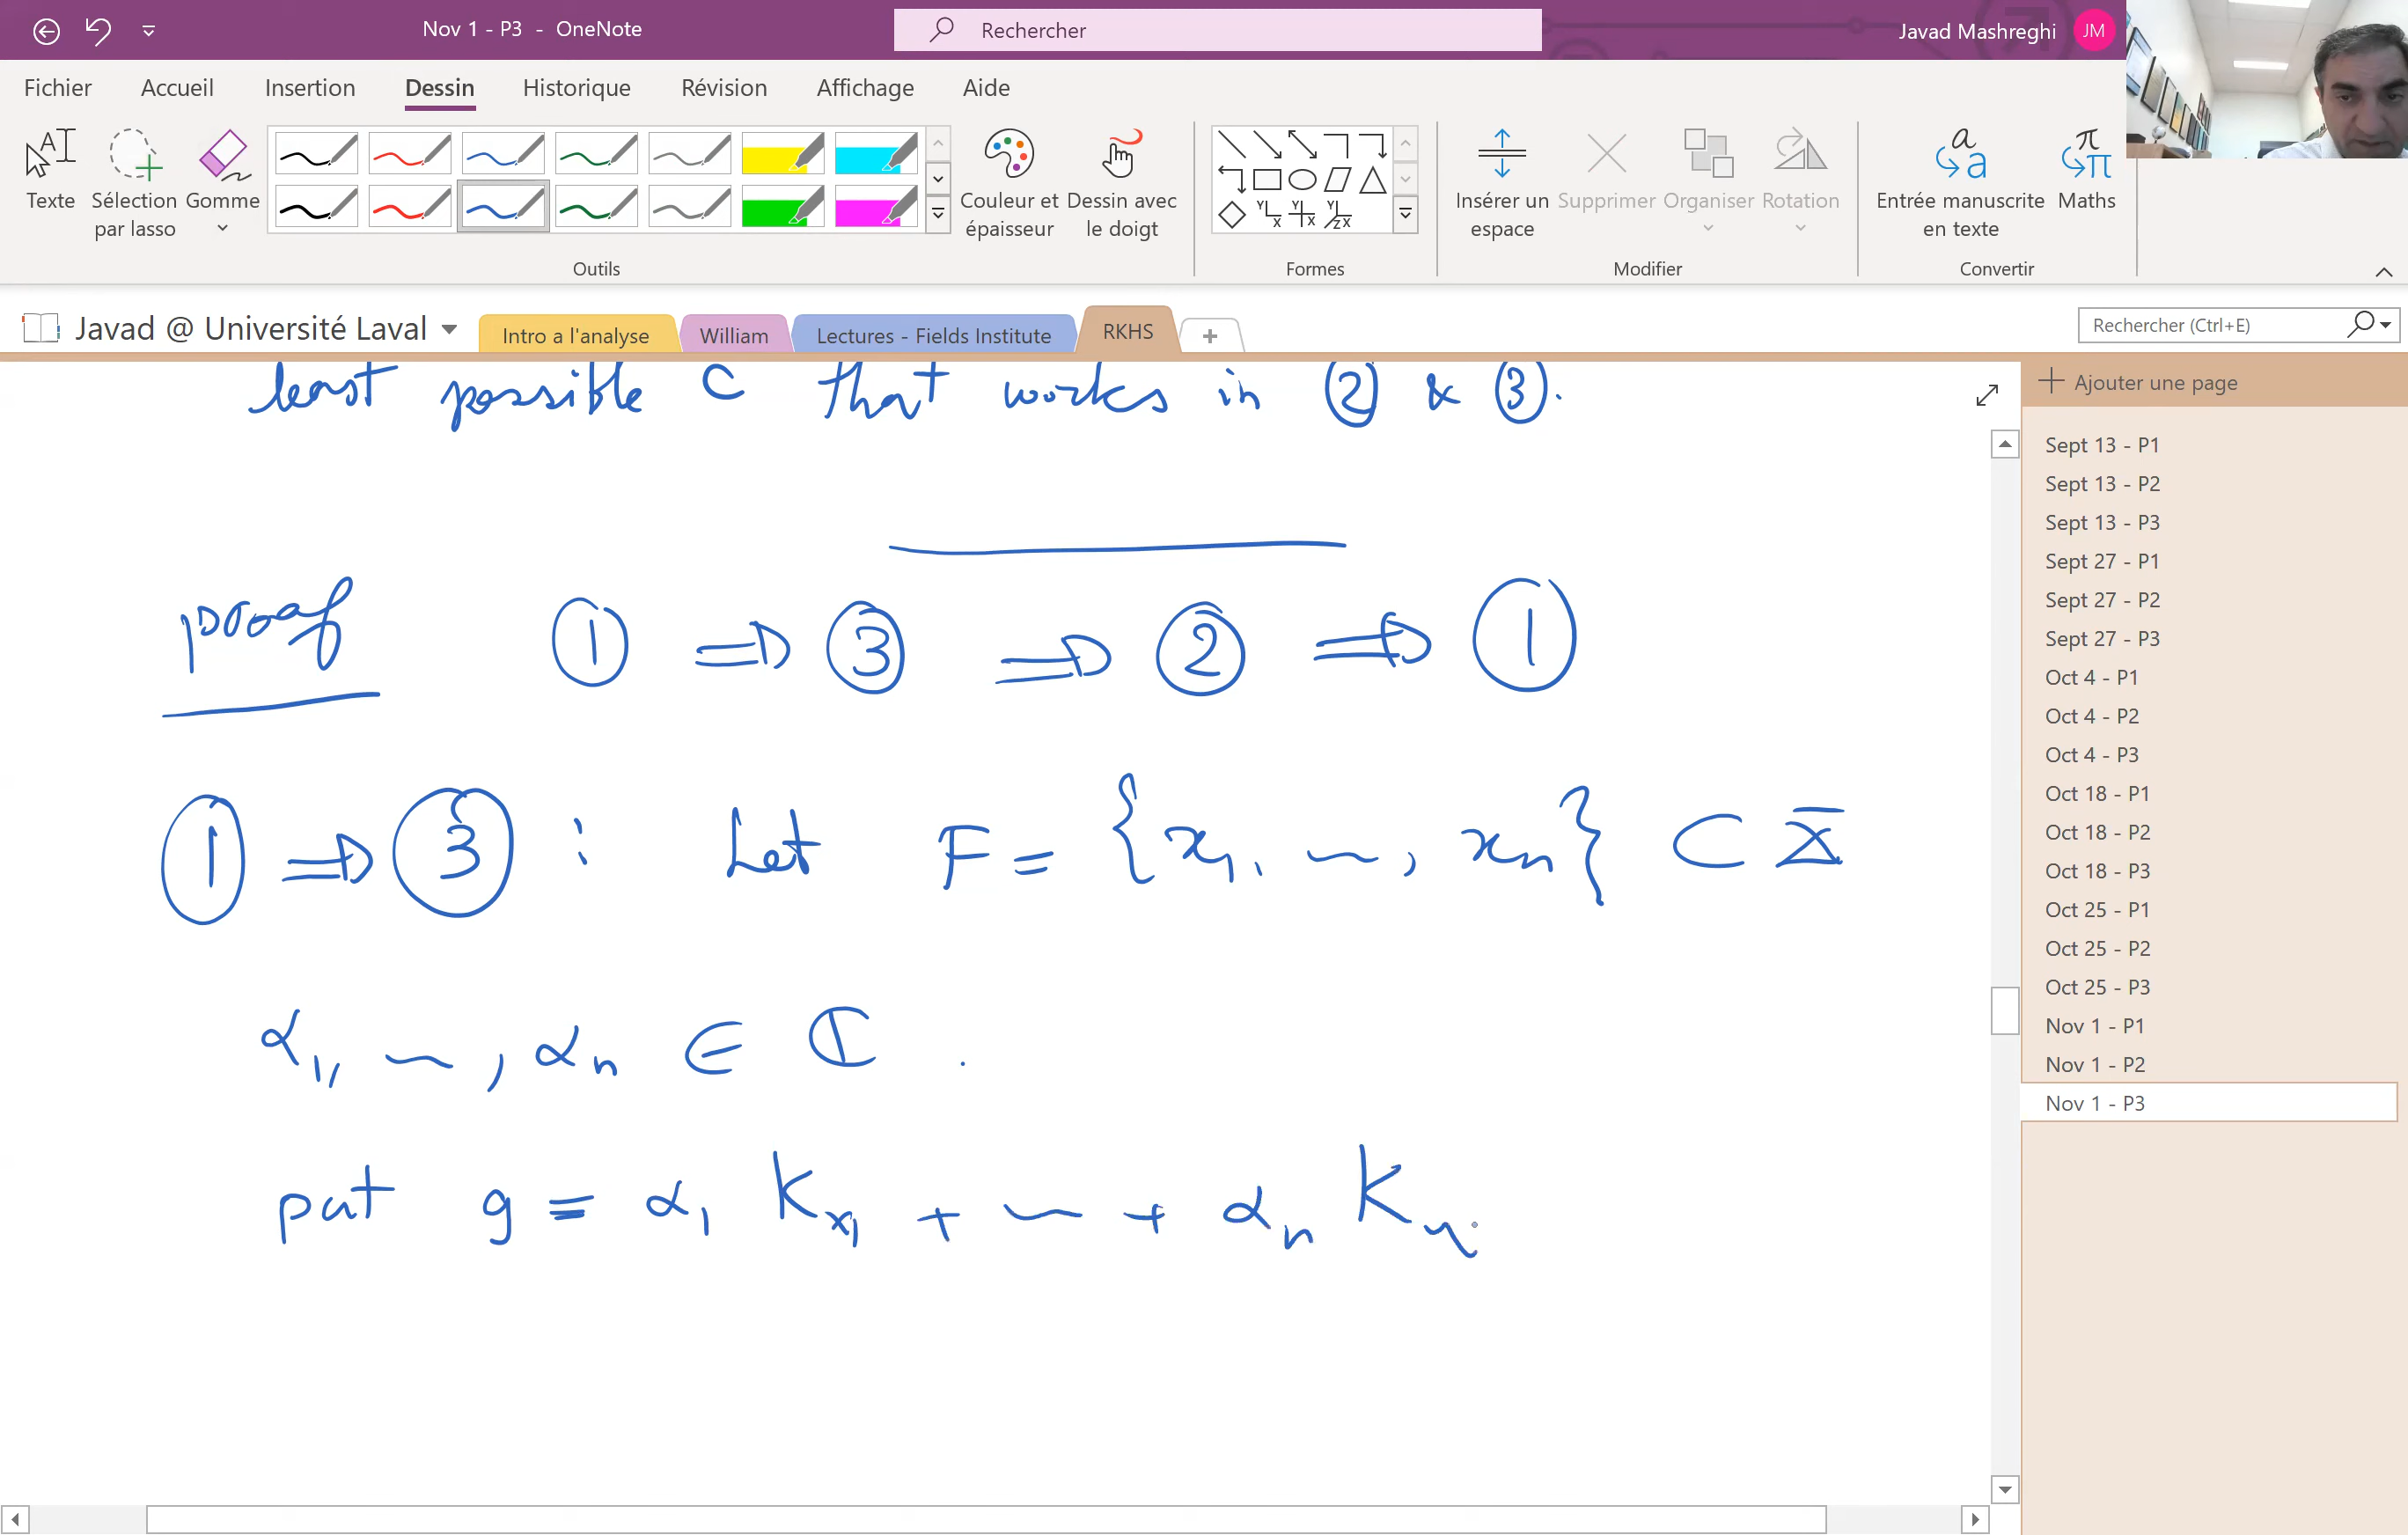 Nov 1 - P3 - OneNote
Rechercher
Javad Mashreghi
JM
Fichier
Accueil
Insertion
Dessin
Historique
Révision
Affichage
Aide
Texte
Sélection par lasso
Gomme
Couleur et épaisseur
Dessin avec le doigt
Insérer un espace
Supprimer
Organiser
Rotation
Entrée manuscrite en texte
Maths
Outils
Formes
Modifier
Convertir
Javad @ Université Laval
Intro a l'analyse
William
Lectures - Fields Institute
RKHS
Rechercher (Ctrl+E)
least possible C that works in ② & ③.
proof ① ⇒ ③ ⇒ ② ⇒ ①
① ⇒ ③ : Let F = {x₁, ―, xₙ} ⊂ X
α₁, ―, αₙ ∈ ℂ .
put g = α₁ K_x₁ + ― + αₙ K
Ajouter une page
Sept 13 - P1
Sept 13 - P2
Sept 13 - P3
Sept 27 - P1
Sept 27 - P2
Sept 27 - P3
Oct 4 - P1
Oct 4 - P2
Oct 4 - P3
Oct 18 - P1
Oct 18 - P2
Oct 18 - P3
Oct 25 - P1
Oct 25 - P2
Oct 25 - P3
Nov 1 - P1
Nov 1 - P2
Nov 1 - P3